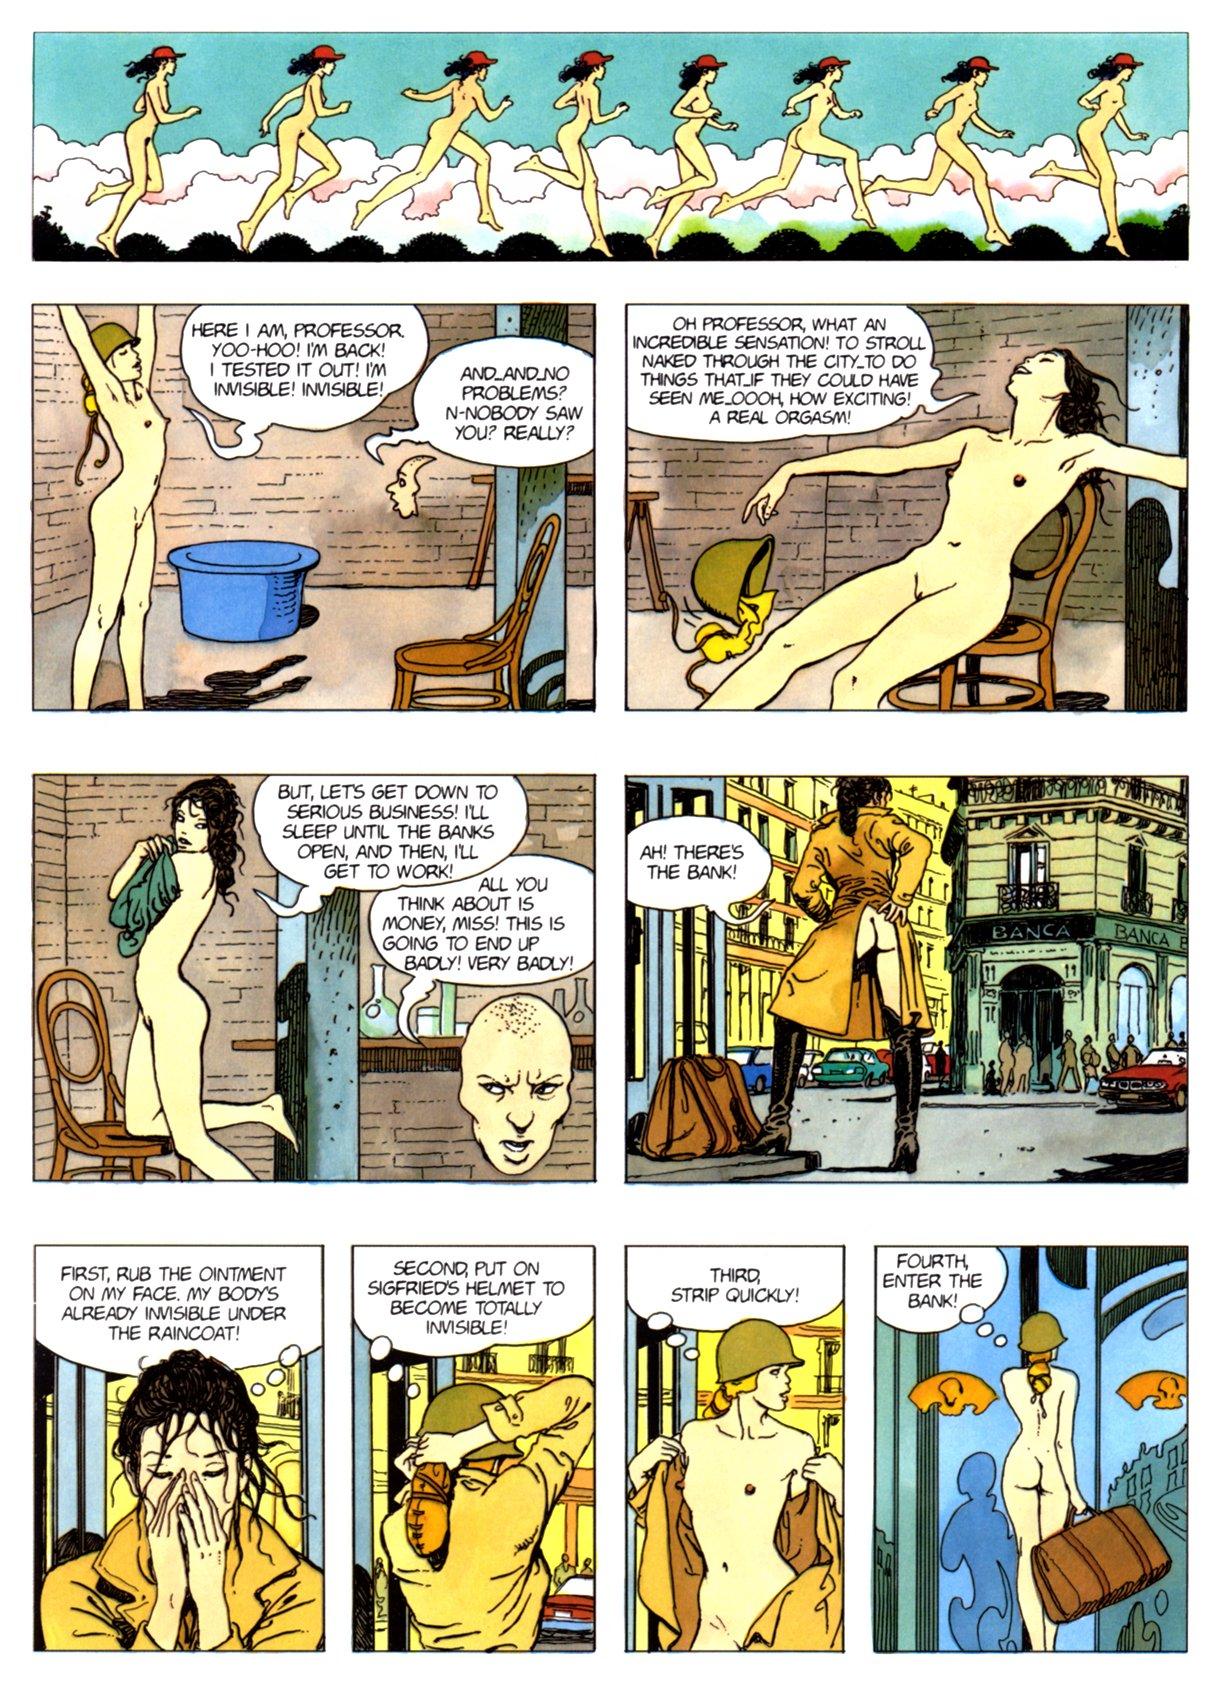 HERE I AM, PROFESSOR.
YOO-HOO! I'M BACK!
I TESTED IT OUT! I'M
INVISIBLE! INVISIBLE!
AND...AND...NO
PROBLEMS?
N-NOBODY SAW
YOU? REALLY?
OH PROFESSOR, WHAT AN
INCREDIBLE SENSATION! TO STROLL
NAKED THROUGH THE CITY...TO DO
THINGS THAT...IF THEY COULD HAVE
SEEN ME...OOOH, HOW EXCITING!
A REAL ORGASM!
BUT, LET'S GET DOWN TO
SERIOUS BUSINESS! I'LL
SLEEP UNTIL THE BANKS
OPEN, AND THEN, I'LL
GET TO WORK!
ALL YOU
THINK ABOUT IS
MONEY, MISS! THIS IS
GOING TO END UP
BADLY! VERY BADLY!
AH! THERE'S
THE BANK!
BANCA
BANCA B
FIRST, RUB THE OINTMENT
ON MY FACE. MY BODY'S
ALREADY INVISIBLE UNDER
THE RAINCOAT!
SECOND, PUT ON
SIGFRIED'S HELMET TO
BECOME TOTALLY
INVISIBLE!
THIRD,
STRIP QUICKLY!
FOURTH,
ENTER THE
BANK!